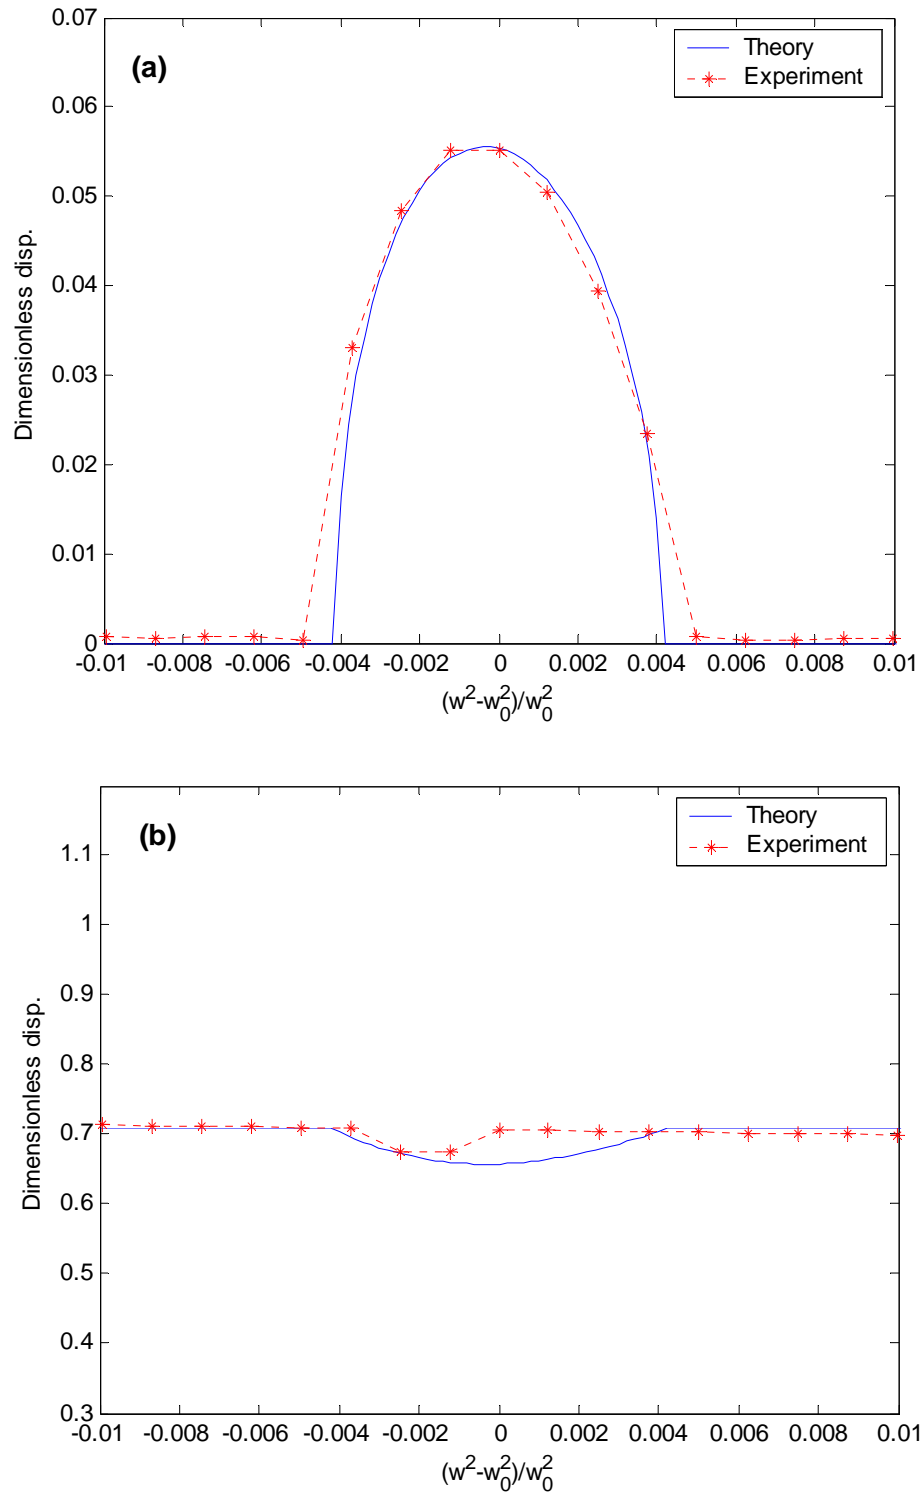 0.07
(a)
Theory
Experiment
0.06
0.05
0.04
0.03
0.02
0.01
0
Dimensionless disp.
-0.01 -0.008 -0.006 -0.004 -0.002 0 0.002 0.004 0.006 0.008 0.01
(w²-w₀²)/w₀²
(b)
Theory
Experiment
1.1
1
0.9
0.8
0.7
0.6
0.5
0.4
0.3
Dimensionless disp.
-0.01 -0.008 -0.006 -0.004 -0.002 0 0.002 0.004 0.006 0.008 0.01
(w²-w₀²)/w₀²